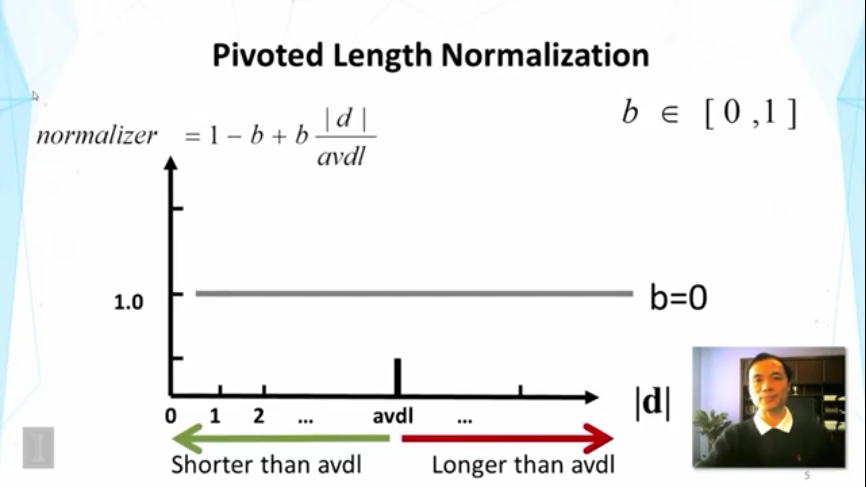 Pivoted Length Normalization
normalizer = 1 − b + b |d| / avdl
b ∈ [0,1]
1.0
b=0
0 1 2 ... avdl ...
|d|
Shorter than avdl
Longer than avdl
I
5